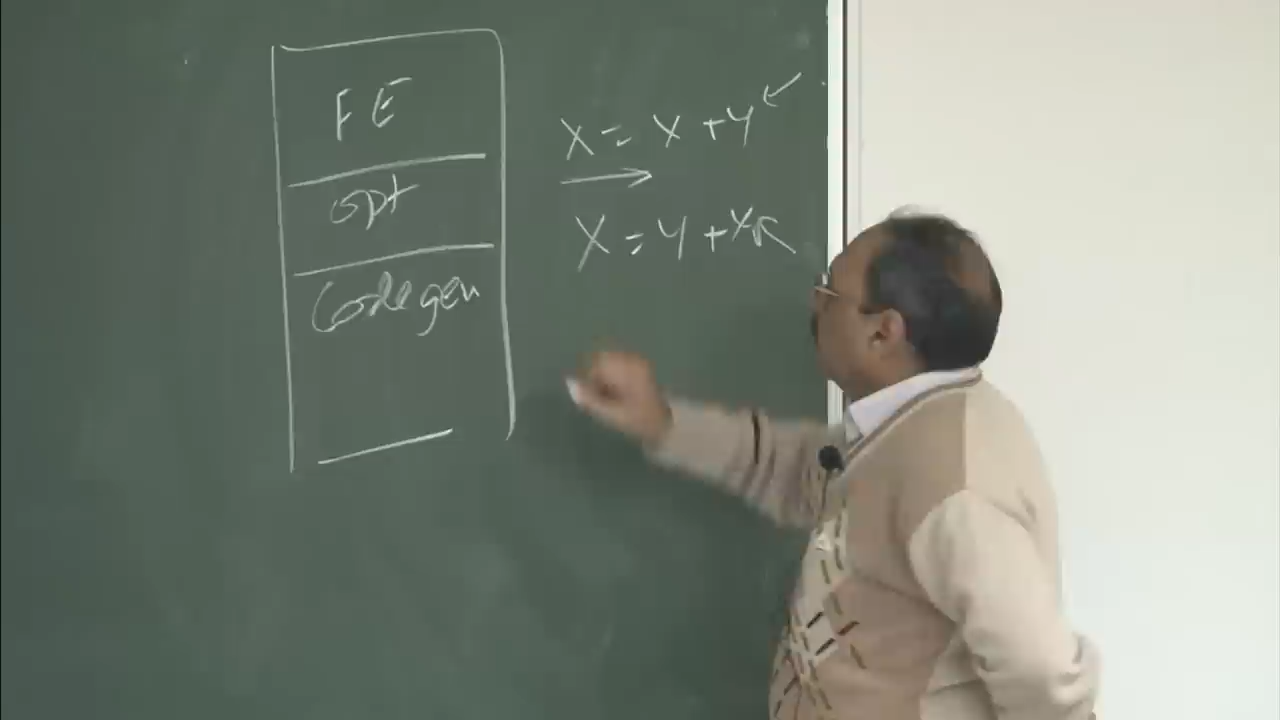 FE
opt
Codegen
X = X + Y
X = Y + X